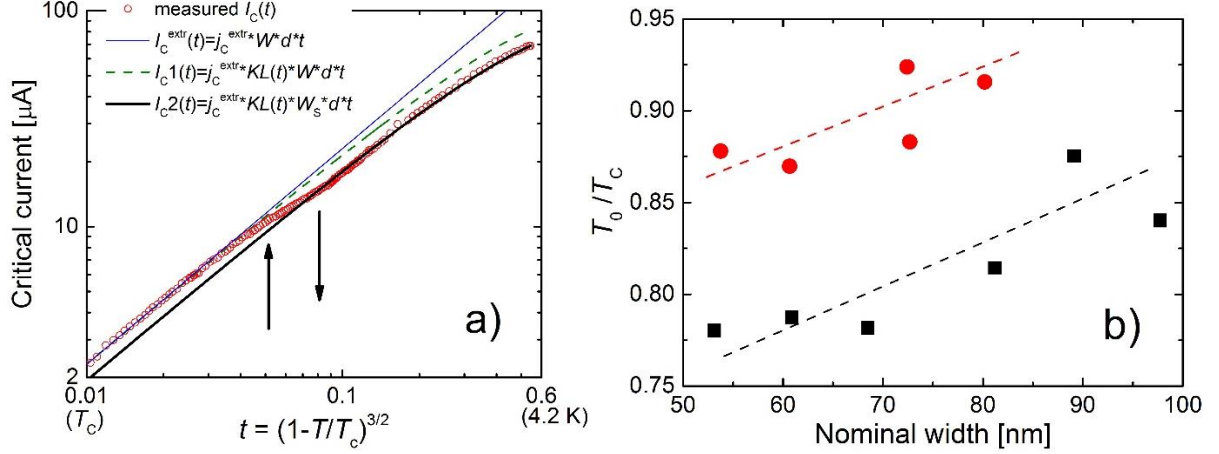 measured I_C(t)
I_C^extr(t)=j_C^extr*W*d*t
I_C1(t)=j_C^extr*KL(t)*W*d*t
I_C2(t)=j_C^extr*KL(t)*W_S*d*t
100
10
2
Critical current [µA]
a)
0.01
0.1
0.6
(T_C)
(4.2 K)
t = (1-T/T_c)^3/2
0.95
0.90
0.85
0.80
0.75
T_0/T_C
b)
50
60
70
80
90
100
Nominal width [nm]